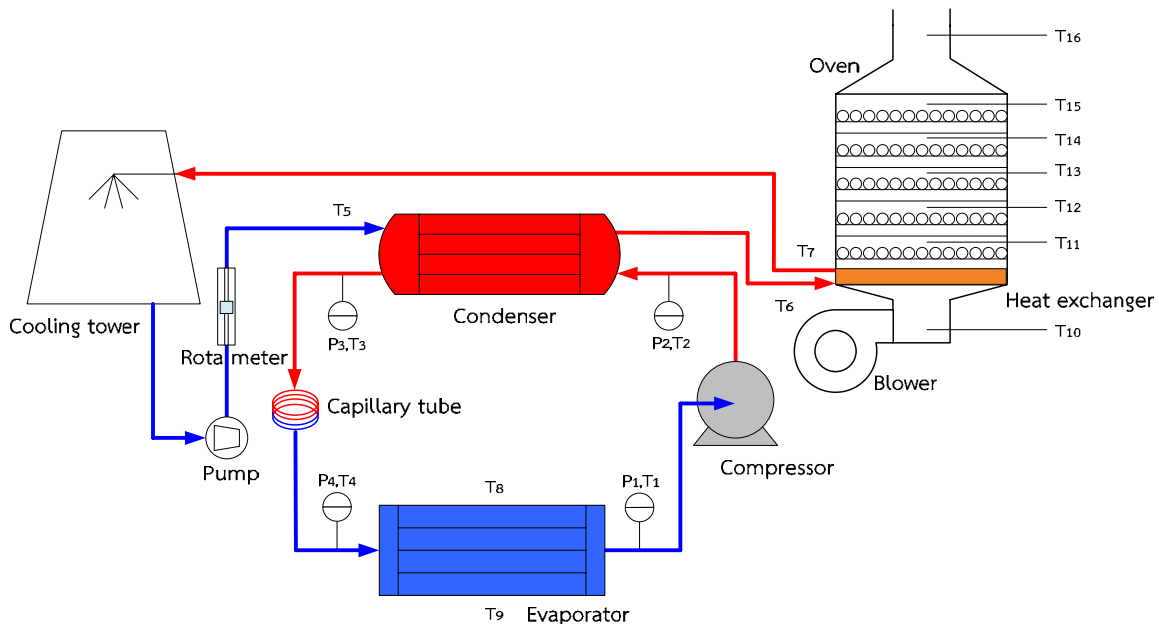 T16
Oven
T15
T14
T13
T12
T11
T5
T7
T6
Heat exchanger
T10
Cooling tower
Condenser
P3,T3
P2,T2
Rotameter
Blower
Capillary tube
Pump
Compressor
P4,T4
T8
P1,T1
T9
Evaporator